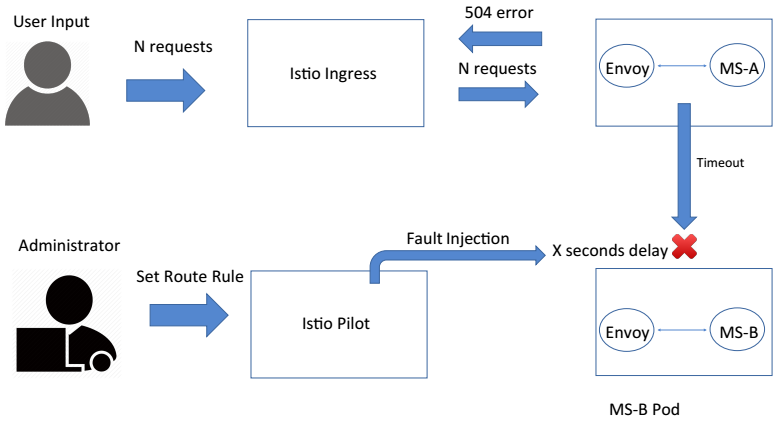 User Input
N requests
Istio Ingress
504 error
N requests
Envoy
MS-A
Timeout
Administrator
Set Route Rule
Istio Pilot
Fault Injection
X seconds delay
Envoy
MS-B
MS-B Pod